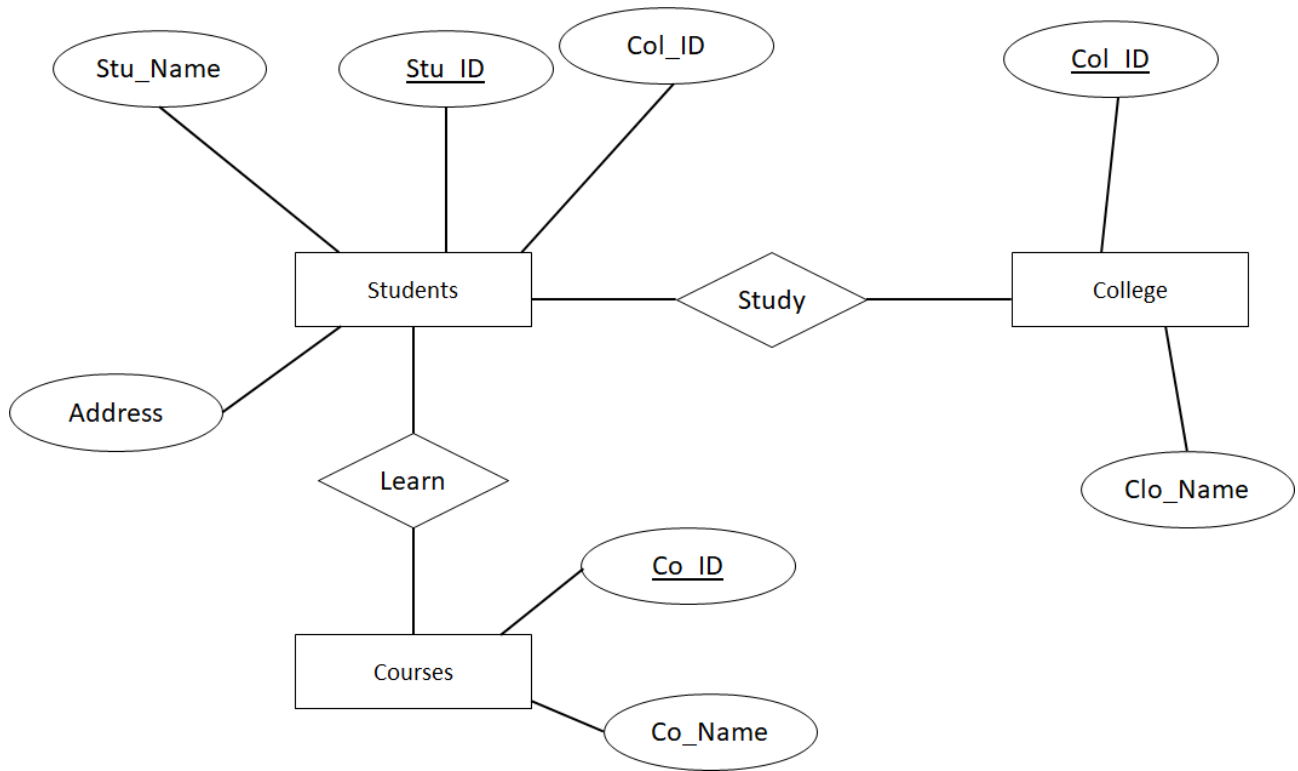 Stu_Name
Stu_ID
Col_ID
Col_ID
Students
Study
College
Address
Learn
Clo_Name
Co_ID
Courses
Co_Name